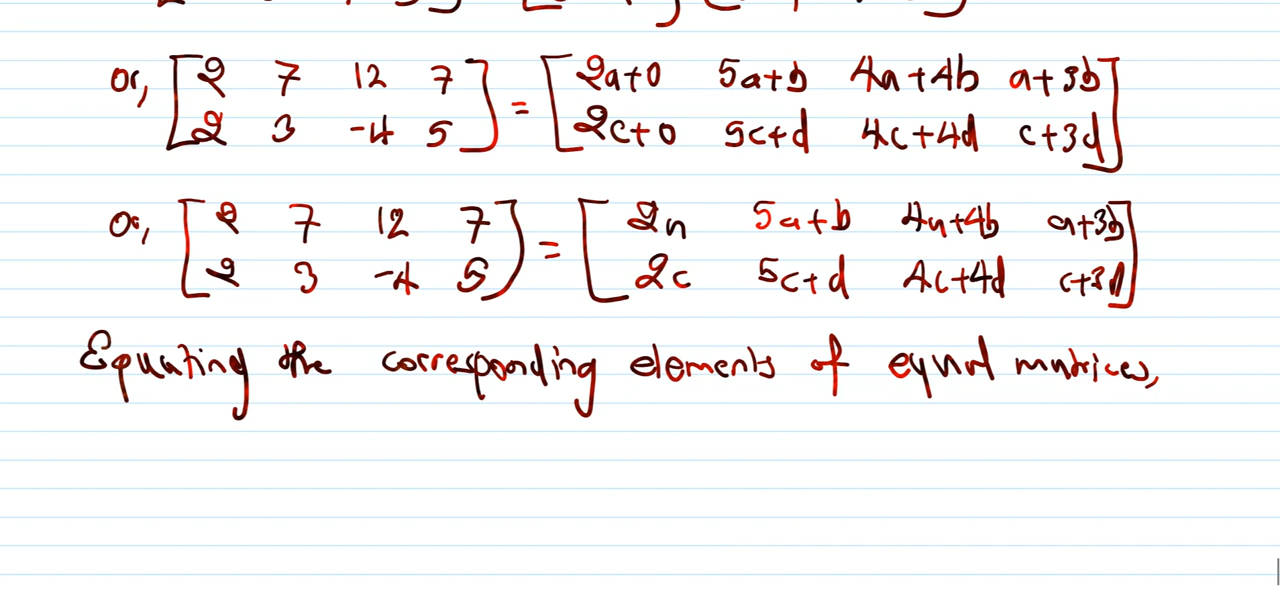 or, [2 7 12 7] = [2a+0 5a+b 4a+4b a+3b]
[2 3 -4 5] [2c+0 5c+d 4c+4d c+3d]
or, [2 7 12 7] = [2a 5a+b 4a+4b a+3b]
[2 3 -4 5] [2c 5c+d 4c+4d c+3d]
Equating the corresponding elements of equal matrices,